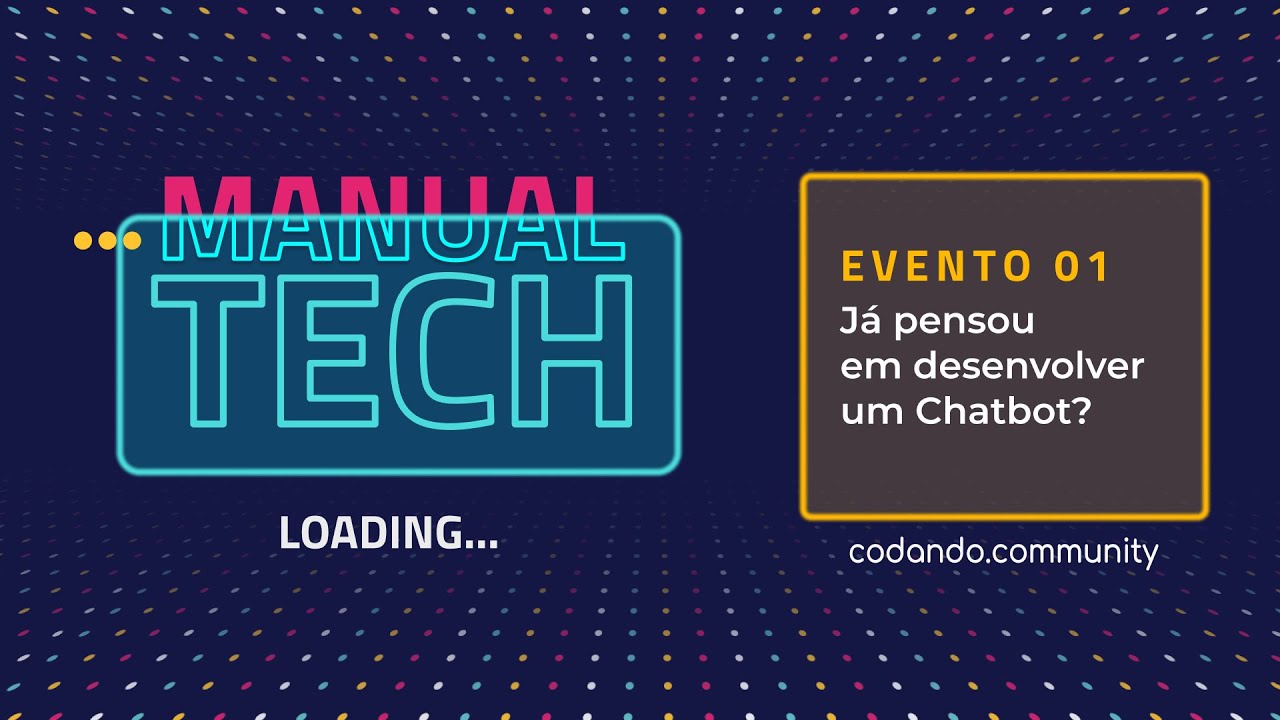 MANUAL
TECH
LOADING...
EVENTO 01
Já pensou
em desenvolver
um Chatbot?
codando.community